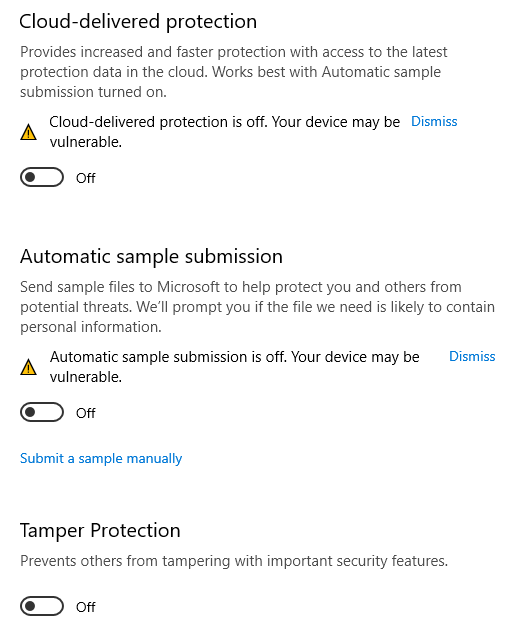 Cloud-delivered protection
Provides increased and faster protection with access to the latest
protection data in the cloud. Works best with Automatic sample
submission turned on.
Cloud-delivered protection is off. Your device may be Dismiss
vulnerable.
Off
Automatic sample submission
Send sample files to Microsoft to help protect you and others from
potential threats. We’ll prompt you if the file we need is likely to contain
personal information.
Automatic sample submission is off. Your device may be Dismiss
vulnerable.
Off
Submit a sample manually
Tamper Protection
Prevents others from tampering with important security features.
Off